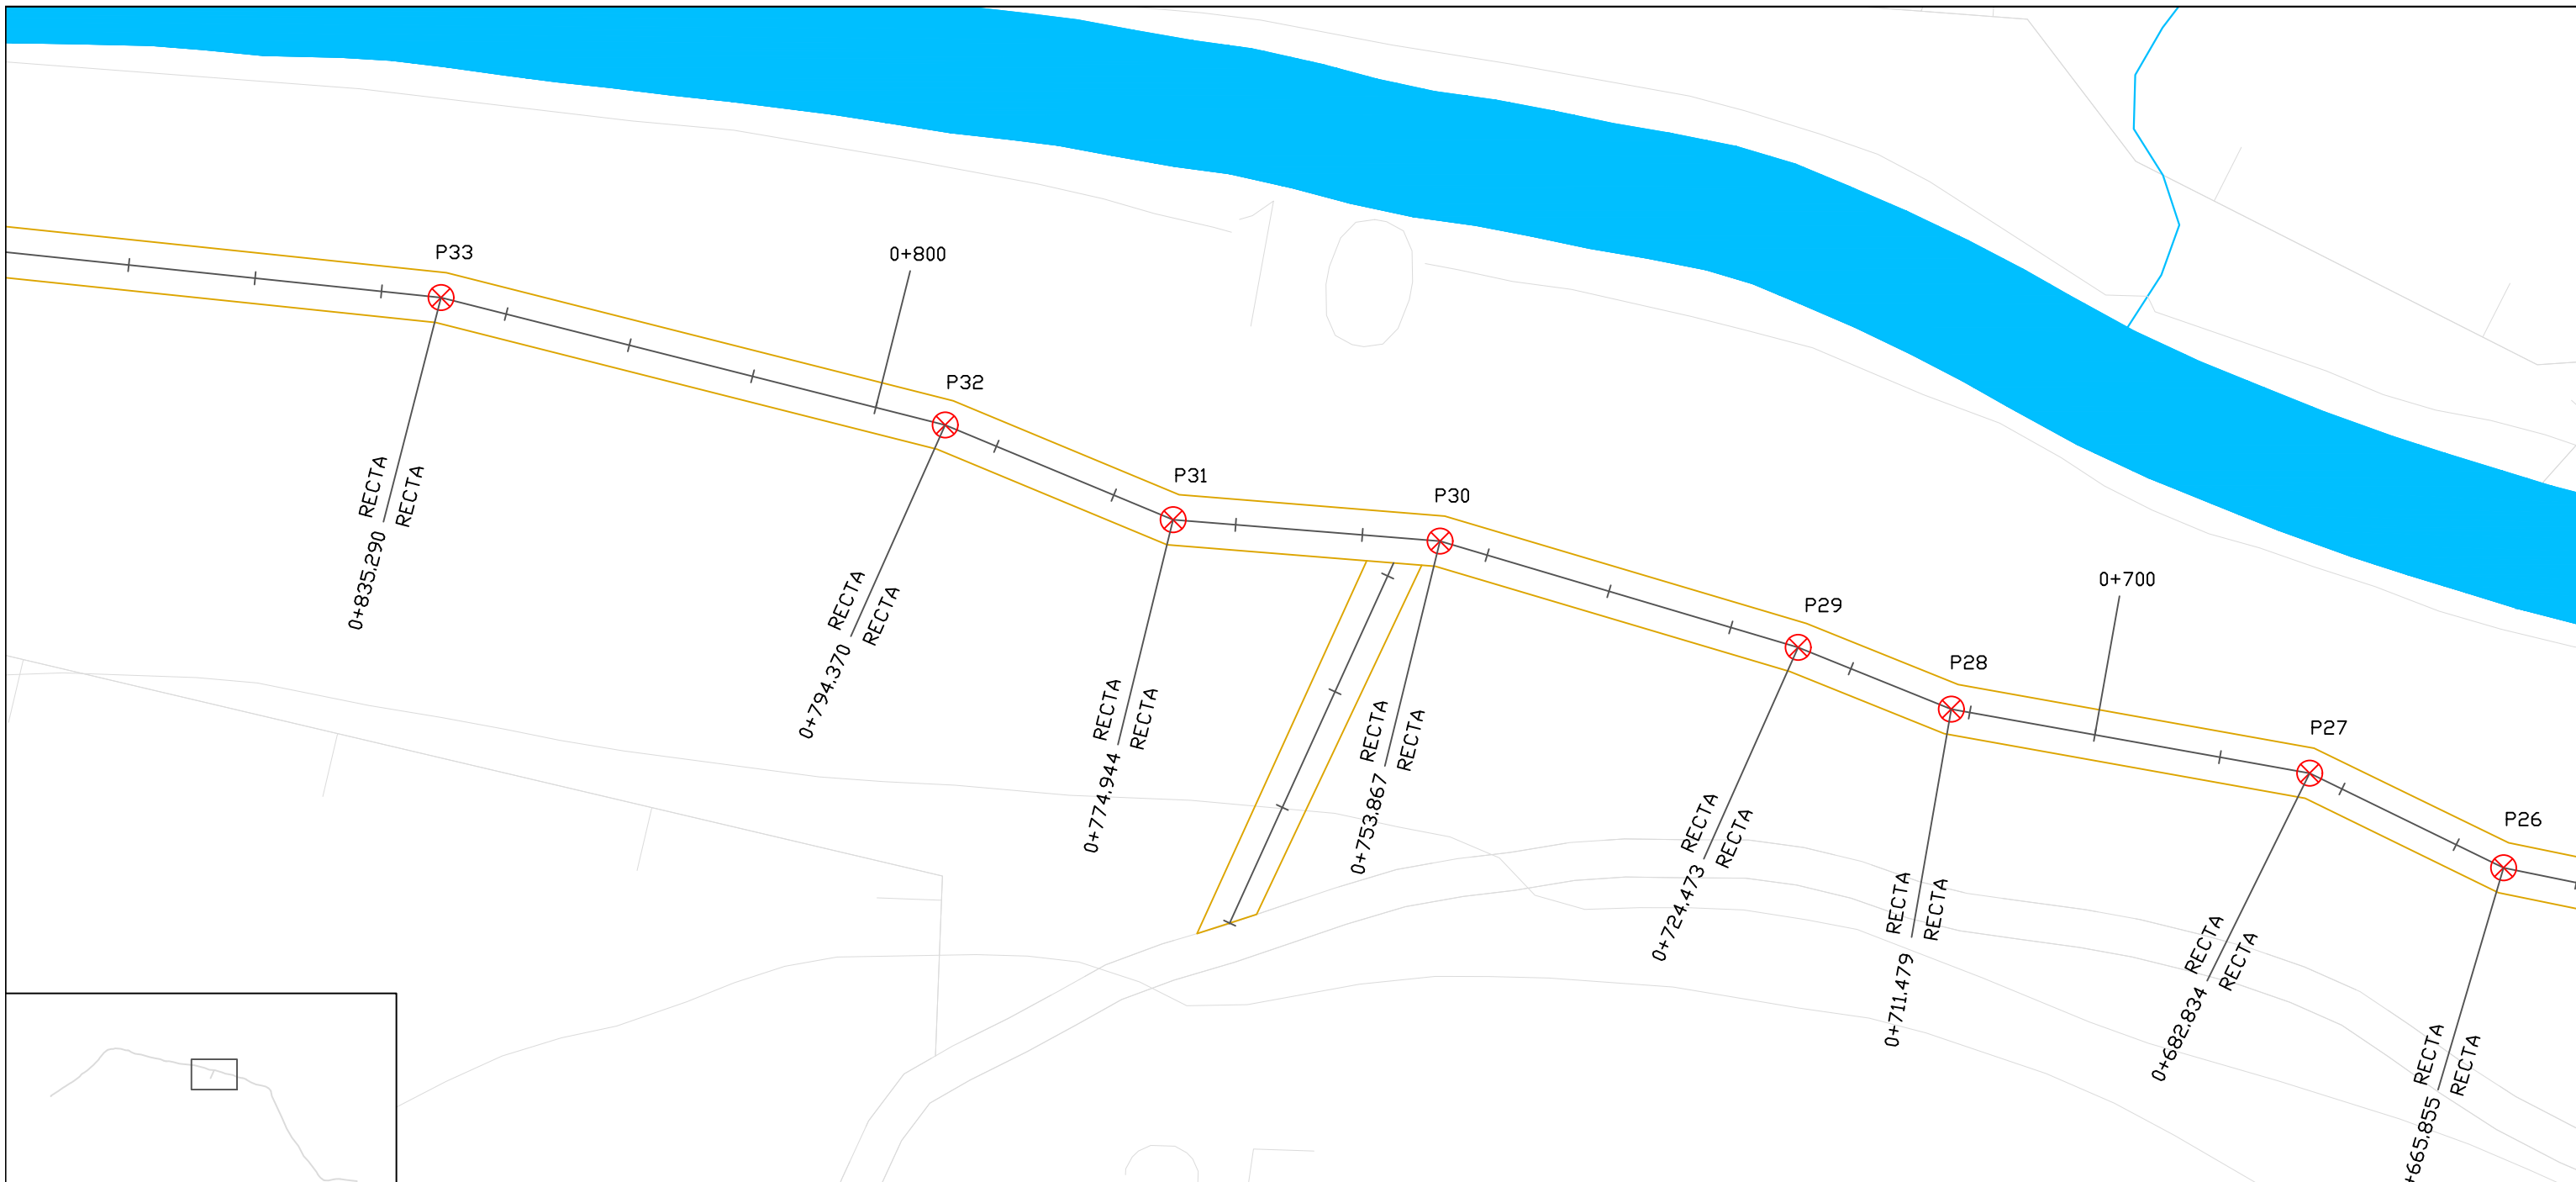 P33
0+800
P32
P31
P30
P29
P28
0+700
P27
P26
RECTA
RECTA
0+835.290
RECTA
RECTA
0+794.370
RECTA
RECTA
0+774.944
RECTA
RECTA
0+753.867
RECTA
RECTA
0+724.473
RECTA
RECTA
0+711.479
RECTA
RECTA
0+682.834
RECTA
RECTA
+665.855